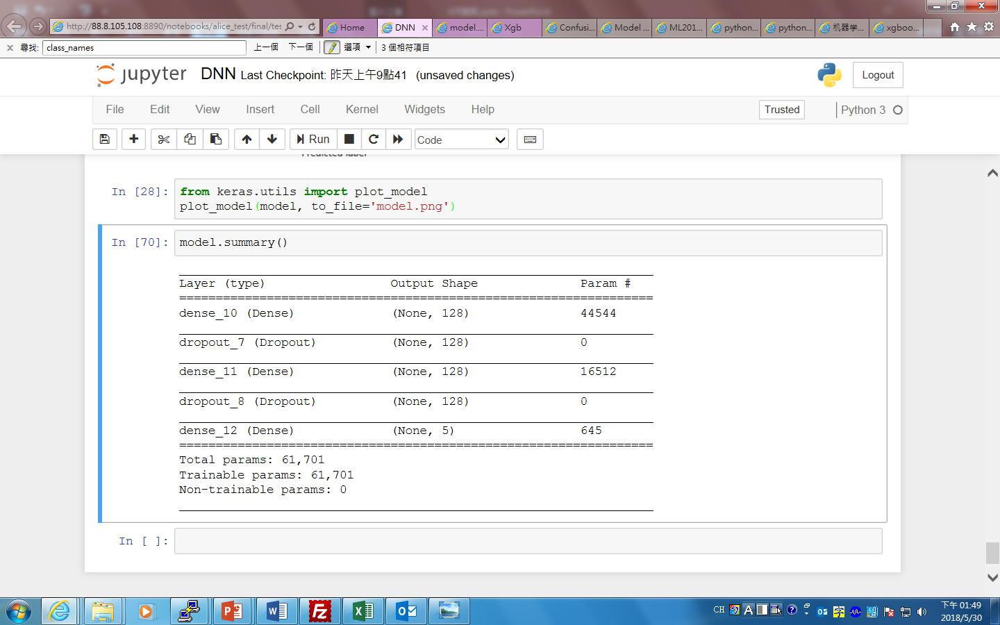 http://88.8.105.108:8890/notebooks/alice_test/final/tes
Home
DNN
model....
Xgb
Confusi...
Model ...
ML201...
python...
python...
机器学...
xgboo...
尋找: class_names 上一個 下一個 選項 3 個相符項目
jupyter DNN Last Checkpoint: 昨天上午9點41 (unsaved changes) Logout
File Edit View Insert Cell Kernel Widgets Help Trusted Python 3
Run Code
Predicted label
In [28]: from keras.utils import plot_model
plot_model(model, to_file='model.png')
In [70]: model.summary()
Layer (type) Output Shape Param #
=================================================================
dense_10 (Dense) (None, 128) 44544
dropout_7 (Dropout) (None, 128) 0
dense_11 (Dense) (None, 128) 16512
dropout_8 (Dropout) (None, 128) 0
dense_12 (Dense) (None, 5) 645
=================================================================
Total params: 61,701
Trainable params: 61,701
Non-trainable params: 0
In [ ]:
CH
下午 01:49
2018/5/30